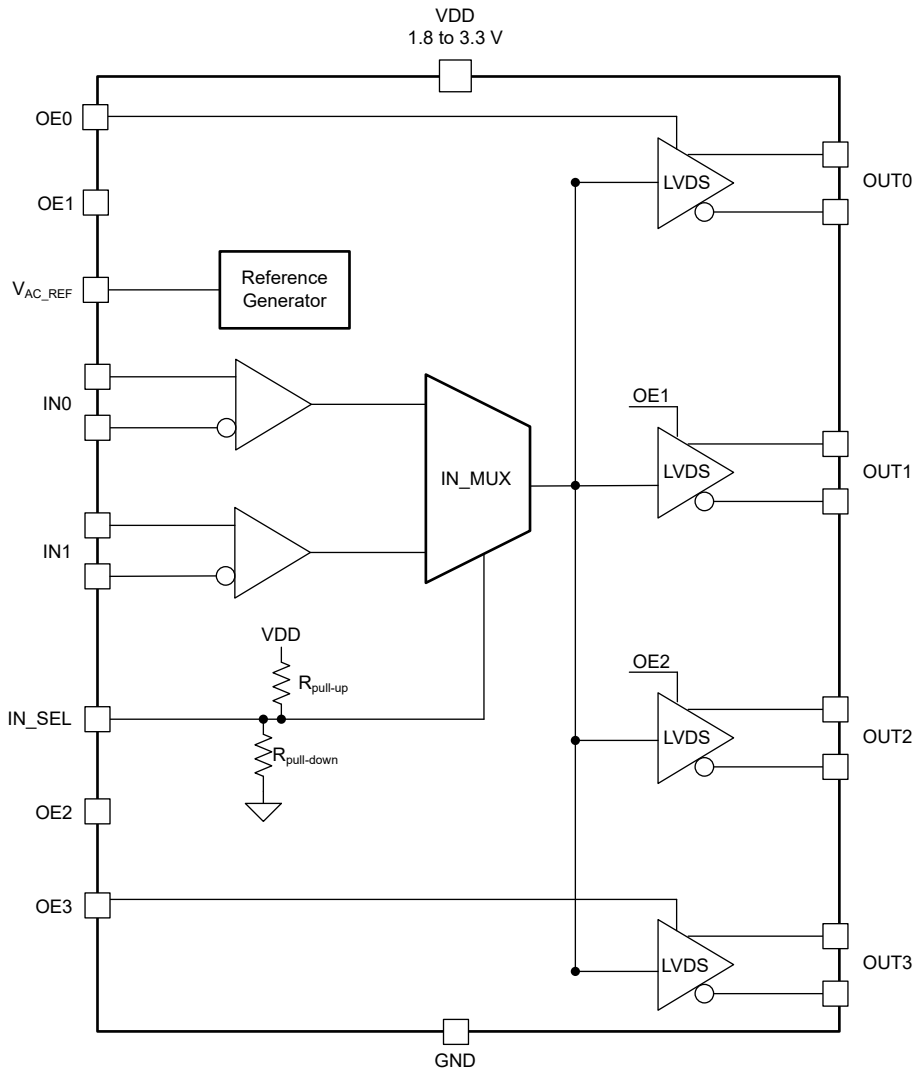 VDD
1.8 to 3.3 V
OE0
LVDS
OUT0
OE1
Reference
Generator
VAC_REF
IN0
IN_MUX
OE1
LVDS
OUT1
IN1
VDD
Rpull-up
IN_SEL
Rpull-down
OE2
LVDS
OUT2
OE2
OE3
LVDS
OUT3
GND